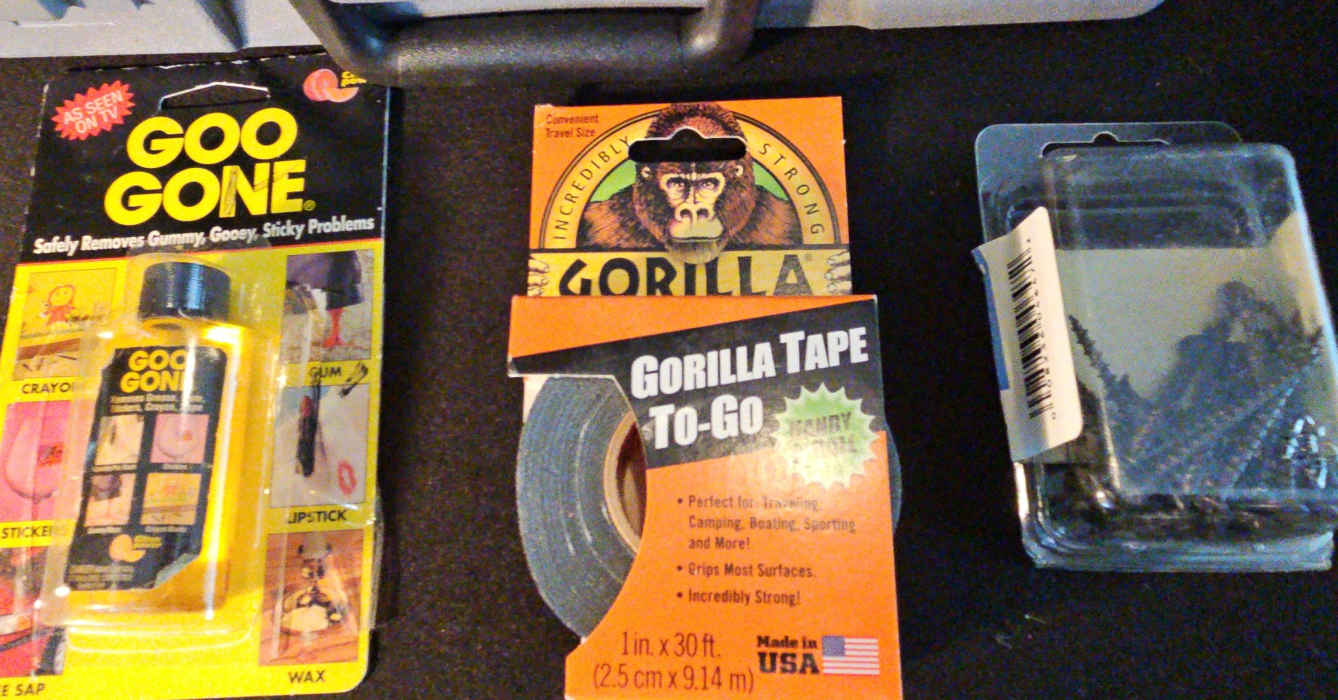 AS SEEN
ON TV
GOO
GONE®
Safely Removes Gummy, Gooey, Sticky Problems
GOO
GONE
CRAYON
GUM
STICKERS
LIPSTICK
WAX
SAP
Convenient
Travel Size
INCREDIBLY STRONG
GORILLA
GORILLA TAPE
TO-GO
HANDY
• Perfect for: Traveling,
Camping, Boating, Sporting
and More!
• Grips Most Surfaces.
• Incredibly Strong!
1 in. x 30 ft.
(2.5 cm x 9.14 m)
Made in
USA